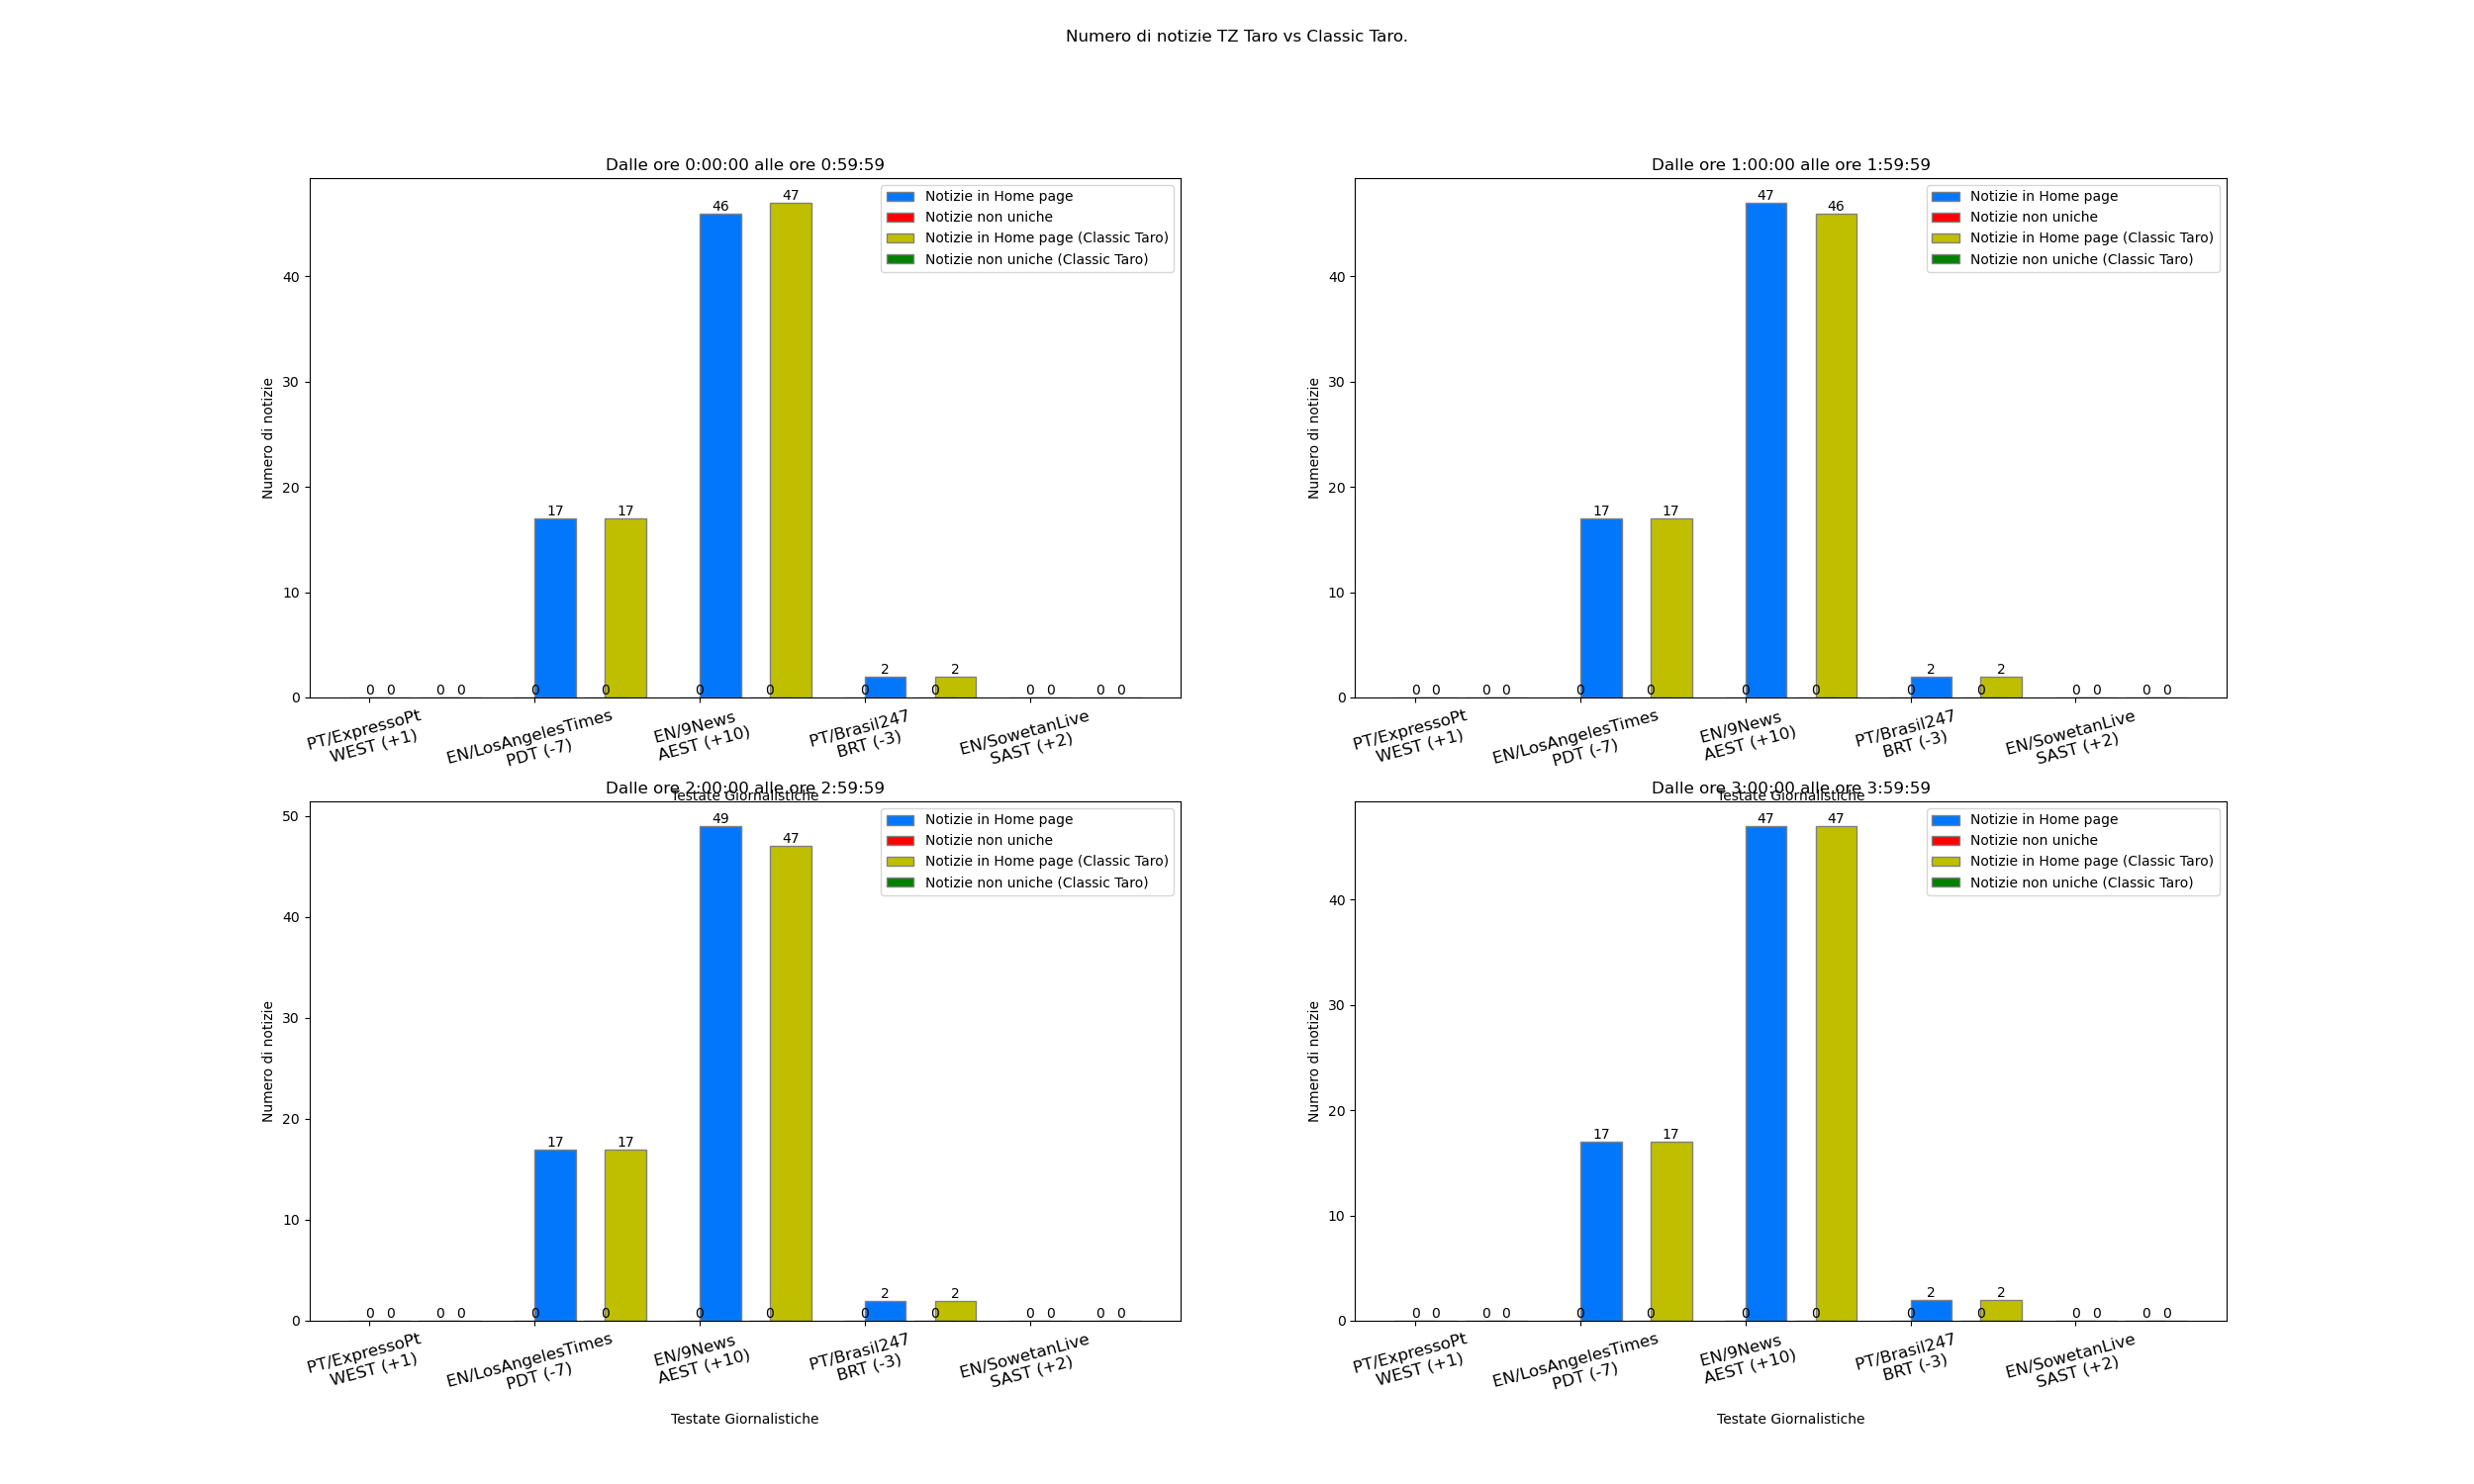 Numero di notizie TZ Taro vs Classic Taro.
Dalle ore 0:00:00 alle ore 0:59:59
Numero di notizie
0
10
20
30
40
Notizie in Home page
Notizie non uniche
Notizie in Home page (Classic Taro)
Notizie non uniche (Classic Taro)
46
47
17
17
2
2
0 0 0 0 0 0 0 0 0 0 0 0 0 0
PT/ExpressoPt
WEST (+1)
EN/LosAngelesTimes
PDT (-7)
EN/9News
AEST (+10)
PT/Brasil247
BRT (-3)
EN/SowetanLive
SAST (+2)
Testate Giornalistiche
Dalle ore 1:00:00 alle ore 1:59:59
Numero di notizie
0
10
20
30
40
Notizie in Home page
Notizie non uniche
Notizie in Home page (Classic Taro)
Notizie non uniche (Classic Taro)
47
46
17
17
2
2
0 0 0 0 0 0 0 0 0 0 0 0 0 0
PT/ExpressoPt
WEST (+1)
EN/LosAngelesTimes
PDT (-7)
EN/9News
AEST (+10)
PT/Brasil247
BRT (-3)
EN/SowetanLive
SAST (+2)
Testate Giornalistiche
Dalle ore 2:00:00 alle ore 2:59:59
Numero di notizie
0
10
20
30
40
50
Notizie in Home page
Notizie non uniche
Notizie in Home page (Classic Taro)
Notizie non uniche (Classic Taro)
49
47
17
17
2
2
0 0 0 0 0 0 0 0 0 0 0 0 0 0
PT/ExpressoPt
WEST (+1)
EN/LosAngelesTimes
PDT (-7)
EN/9News
AEST (+10)
PT/Brasil247
BRT (-3)
EN/SowetanLive
SAST (+2)
Testate Giornalistiche
Dalle ore 3:00:00 alle ore 3:59:59
Numero di notizie
0
10
20
30
40
Notizie in Home page
Notizie non uniche
Notizie in Home page (Classic Taro)
Notizie non uniche (Classic Taro)
47
47
17
17
2
2
0 0 0 0 0 0 0 0 0 0 0 0 0 0
PT/ExpressoPt
WEST (+1)
EN/LosAngelesTimes
PDT (-7)
EN/9News
AEST (+10)
PT/Brasil247
BRT (-3)
EN/SowetanLive
SAST (+2)
Testate Giornalistiche